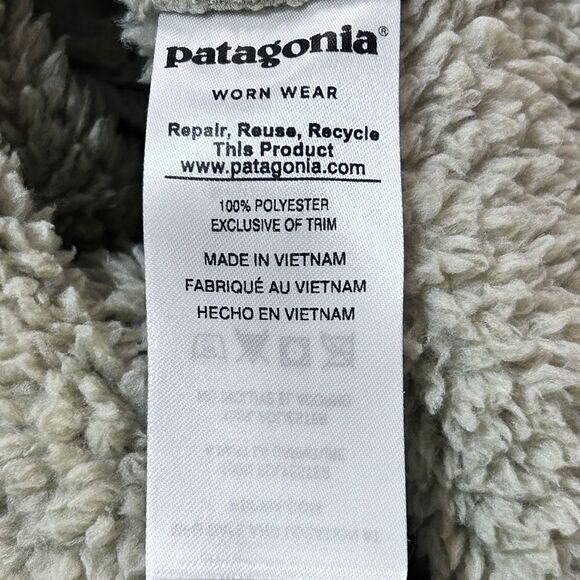 patagonia®
WORN WEAR
Repair, Reuse, Recycle
This Product
www.patagonia.com
100% POLYESTER
EXCLUSIVE OF TRIM
MADE IN VIETNAM
FABRIQUÉ AU VIETNAM
HECHO EN VIETNAM